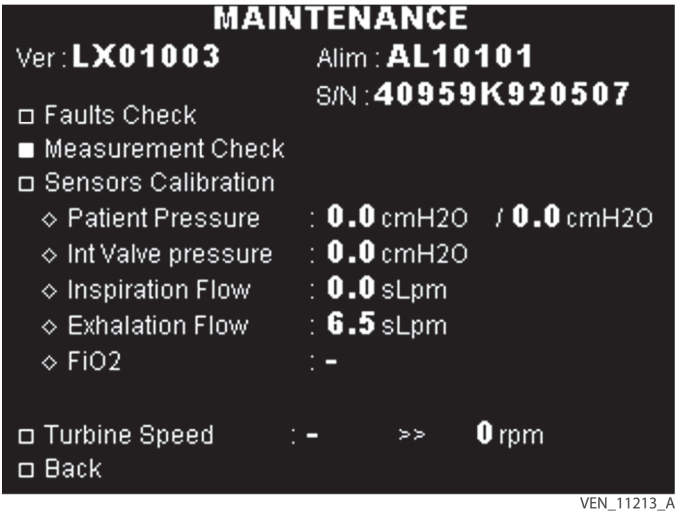 MAINTENANCE
Ver : LX01003 Alim : AL10101
S/N : 40959K920507
Faults Check
Measurement Check
Sensors Calibration
Patient Pressure : 0.0 cmH2O / 0.0 cmH2O
Int Valve pressure : 0.0 cmH2O
Inspiration Flow : 0.0 sLpm
Exhalation Flow : 6.5 sLpm
FiO2 : -
Turbine Speed : - >> 0 rpm
Back
VEN_11213_A